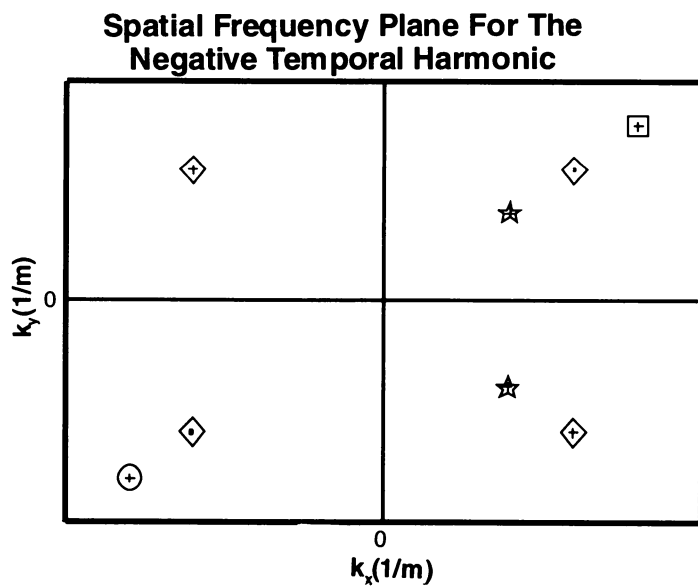 Spatial Frequency Plane For The
Negative Temporal Harmonic
k_y(1/m)
0
0
k_x(1/m)